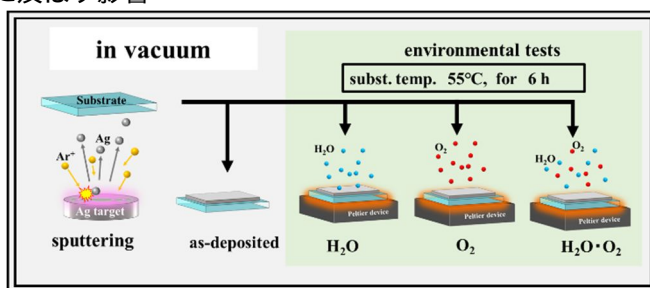 in vacuum
environmental tests
subst. temp. 55℃, for 6 h
Substrate
Ag
Ar⁺
Ag target
sputtering
as-deposited
H₂O
Peltier device
H₂O
O₂
Peltier device
O₂
H₂O
O₂
Peltier device
H₂O・O₂